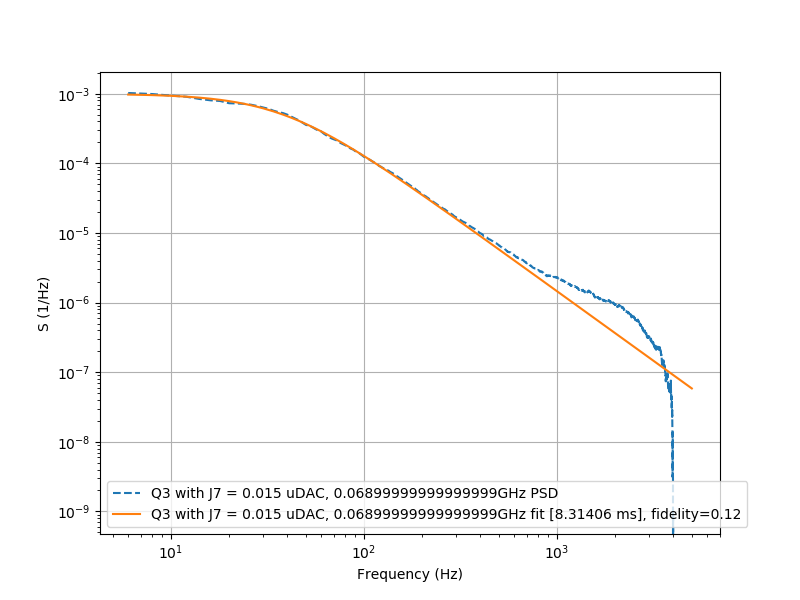 10⁻³
10⁻⁴
10⁻⁵
10⁻⁶
10⁻⁷
10⁻⁸
10⁻⁹
S (1/Hz)
Q3 with J7 = 0.015 uDAC, 0.06899999999999999GHz PSD
Q3 with J7 = 0.015 uDAC, 0.06899999999999999GHz fit [8.31406 ms], fidelity=0.12
10¹ 10² 10³
Frequency (Hz)